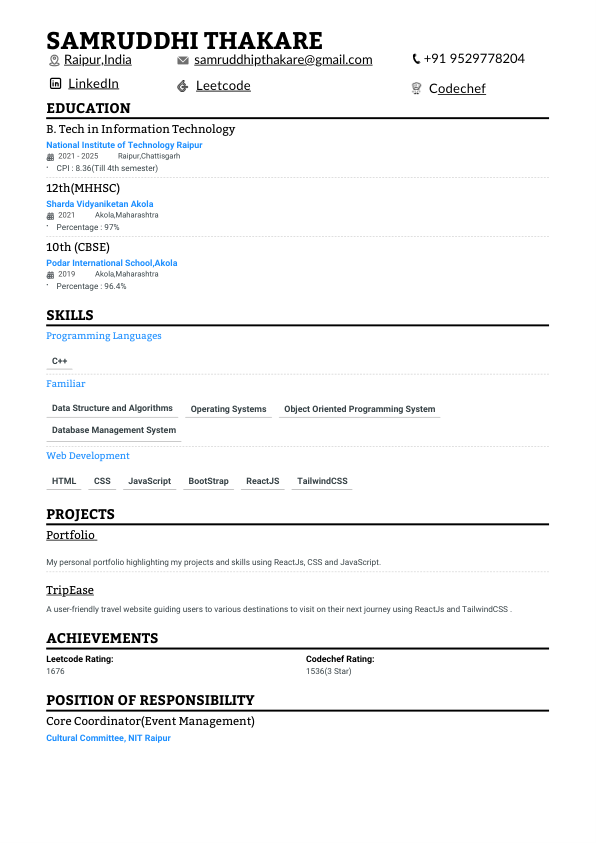 SAMRUDDHI THAKARE
Raipur,India samruddhipthakare@gmail.com +91 9529778204
LinkedIn Leetcode Codechef
EDUCATION
B. Tech in Information Technology
National Institute of Technology Raipur
2021 - 2025 Raipur,Chattisgarh
· CPI : 8.36(Till 4th semester)
12th(MHHSC)
Sharda Vidyaniketan Akola
2021 Akola,Maharashtra
· Percentage : 97%
10th (CBSE)
Podar International School,Akola
2019 Akola,Maharashtra
· Percentage : 96.4%
SKILLS
Programming Languages
C++
Familiar
Data Structure and Algorithms Operating Systems Object Oriented Programming System
Database Management System
Web Development
HTML CSS JavaScript BootStrap ReactJS TailwindCSS
PROJECTS
Portfolio
My personal portfolio highlighting my projects and skills using ReactJs, CSS and JavaScript.
TripEase
A user-friendly travel website guiding users to various destinations to visit on their next journey using ReactJs and TailwindCSS .
ACHIEVEMENTS
Leetcode Rating: Codechef Rating:
1676 1536(3 Star)
POSITION OF RESPONSIBILITY
Core Coordinator(Event Management)
Cultural Committee, NIT Raipur